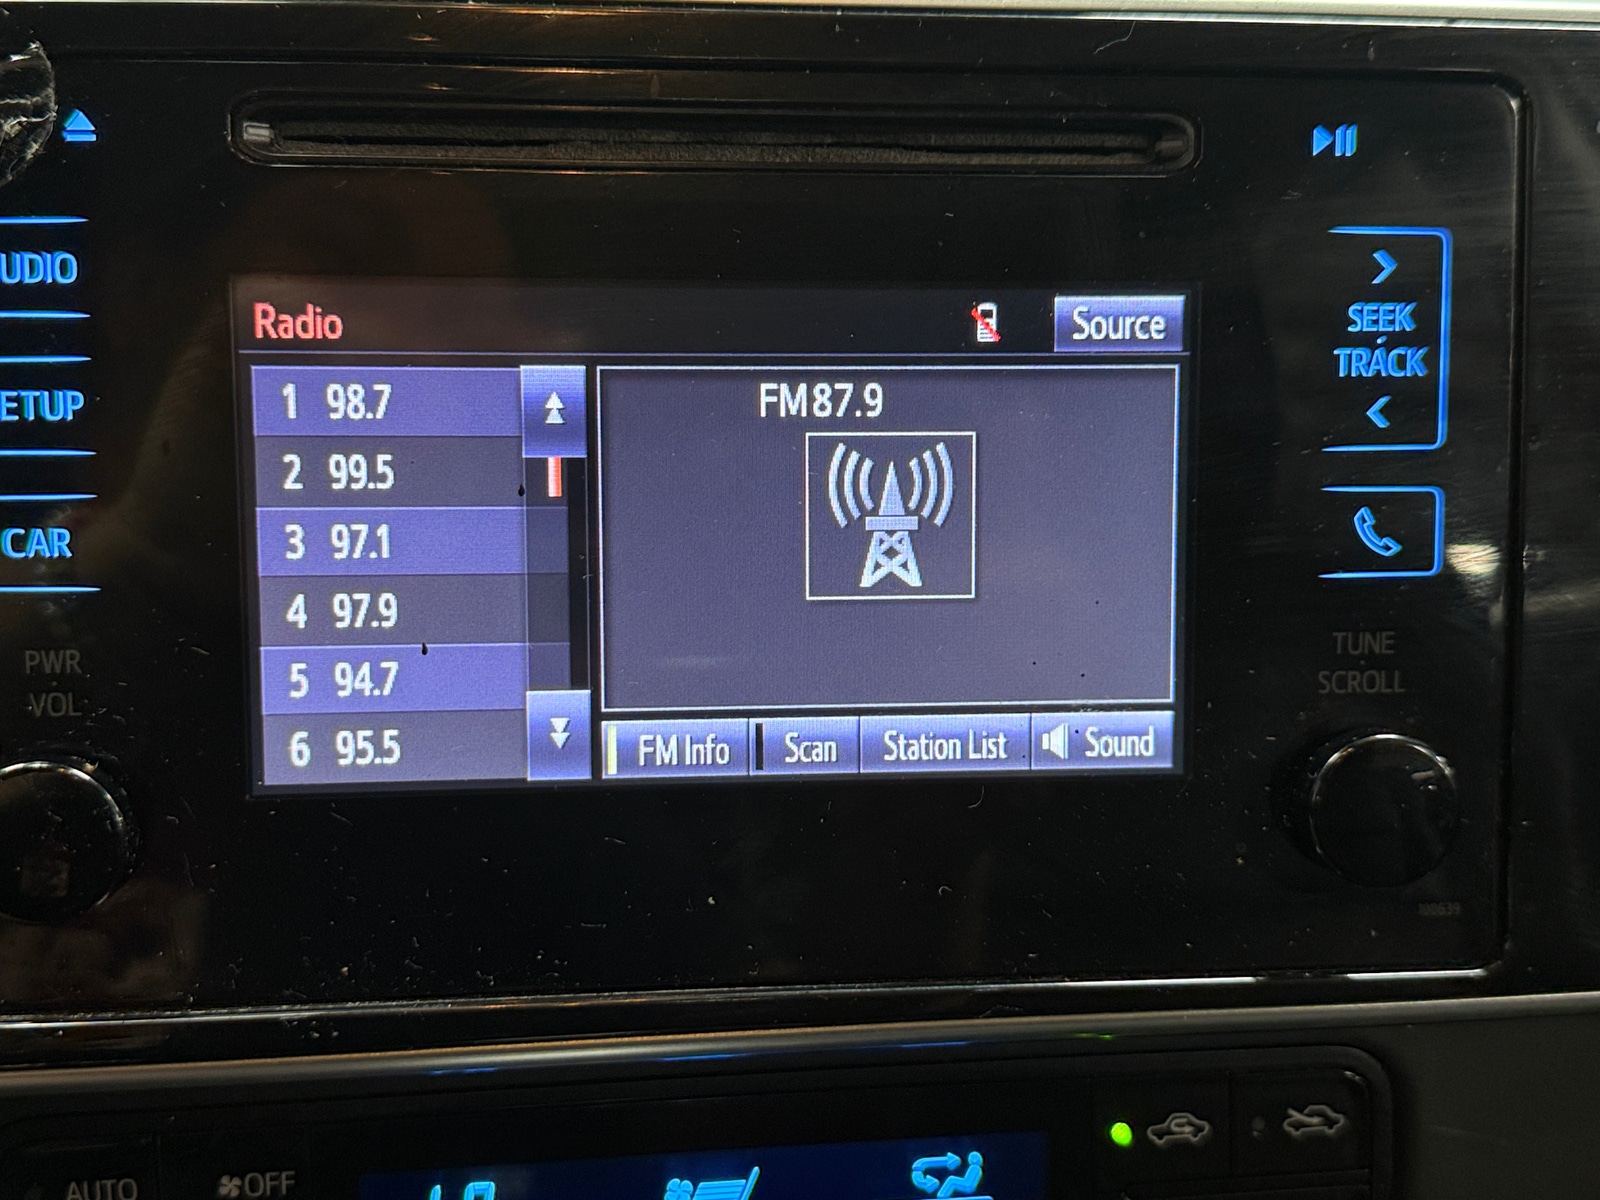 UDIO
ETUP
CAR
PWR
VOL
Radio
Source
1 98.7
2 99.5
3 97.1
4 97.9
5 94.7
6 95.5
FM 87.9
FM Info
Scan
Station List
Sound
SEEK
TRACK
TUNE
SCROLL
100639
AUTO
OFF